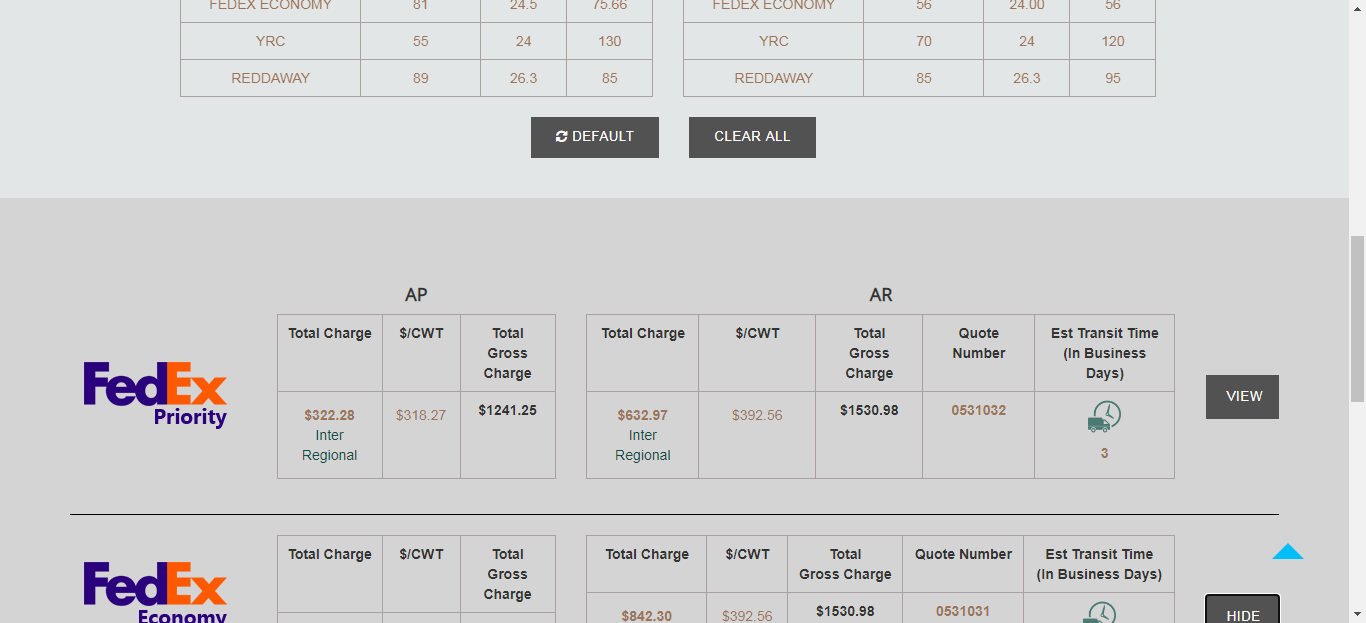 FEDEX ECONOMY 81 24.5 75.66 FEDEX ECONOMY 56 24.00 56
YRC 55 24 130 YRC 70 24 120
REDDAWAY 89 26.3 85 REDDAWAY 85 26.3 95
DEFAULT CLEAR ALL
AP AR
Total Charge $/CWT Total Total Charge $/CWT Total Quote Est Transit Time
Gross Gross Number (In Business
Charge Charge Days)
FedEx
Priority
VIEW
$322.28 $318.27 $1241.25 $632.97 $392.56 $1530.98 0531032
Inter Inter
Regional Regional 3
Total Charge $/CWT Total Total Charge $/CWT Total Quote Number Est Transit Time
Gross Gross Charge (In Business Days)
Charge
FedEx
Economy
$842.30 $392.56 $1530.98 0531031
HIDE